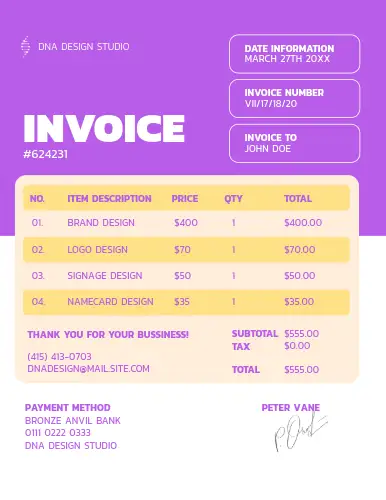 DNA DESIGN STUDIO
DATE INFORMATION
MARCH 27TH 20XX
INVOICE NUMBER
VII/17/18/20
INVOICE TO
JOHN DOE
INVOICE
#624231
NO. ITEM DESCRIPTION PRICE QTY TOTAL
01. BRAND DESIGN $400 1 $400.00
02. LOGO DESIGN $70 1 $70.00
03. SIGNAGE DESIGN $50 1 $50.00
04. NAMECARD DESIGN $35 1 $35.00
THANK YOU FOR YOUR BUSSINESS!
(415) 413-0703
DNADESIGN@MAIL.SITE.COM
SUBTOTAL $555.00
TAX $0.00
TOTAL $555.00
PAYMENT METHOD
BRONZE ANVIL BANK
0111 0222 0333
DNA DESIGN STUDIO
PETER VANE